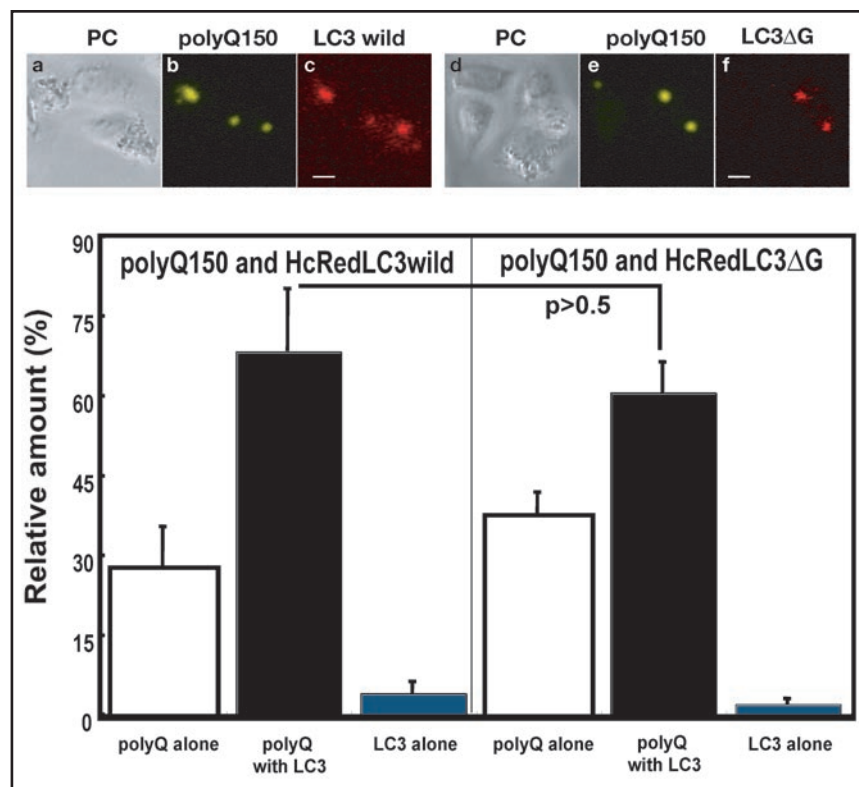 PC polyQ150 LC3 wild PC polyQ150 LC3ΔG
a b c d e f
90
polyQ150 and HcRedLC3wild polyQ150 and HcRedLC3ΔG
p>0.5
75
60
45
30
15
0
Relative amount (%)
polyQ alone polyQ with LC3 LC3 alone polyQ alone polyQ with LC3 LC3 alone